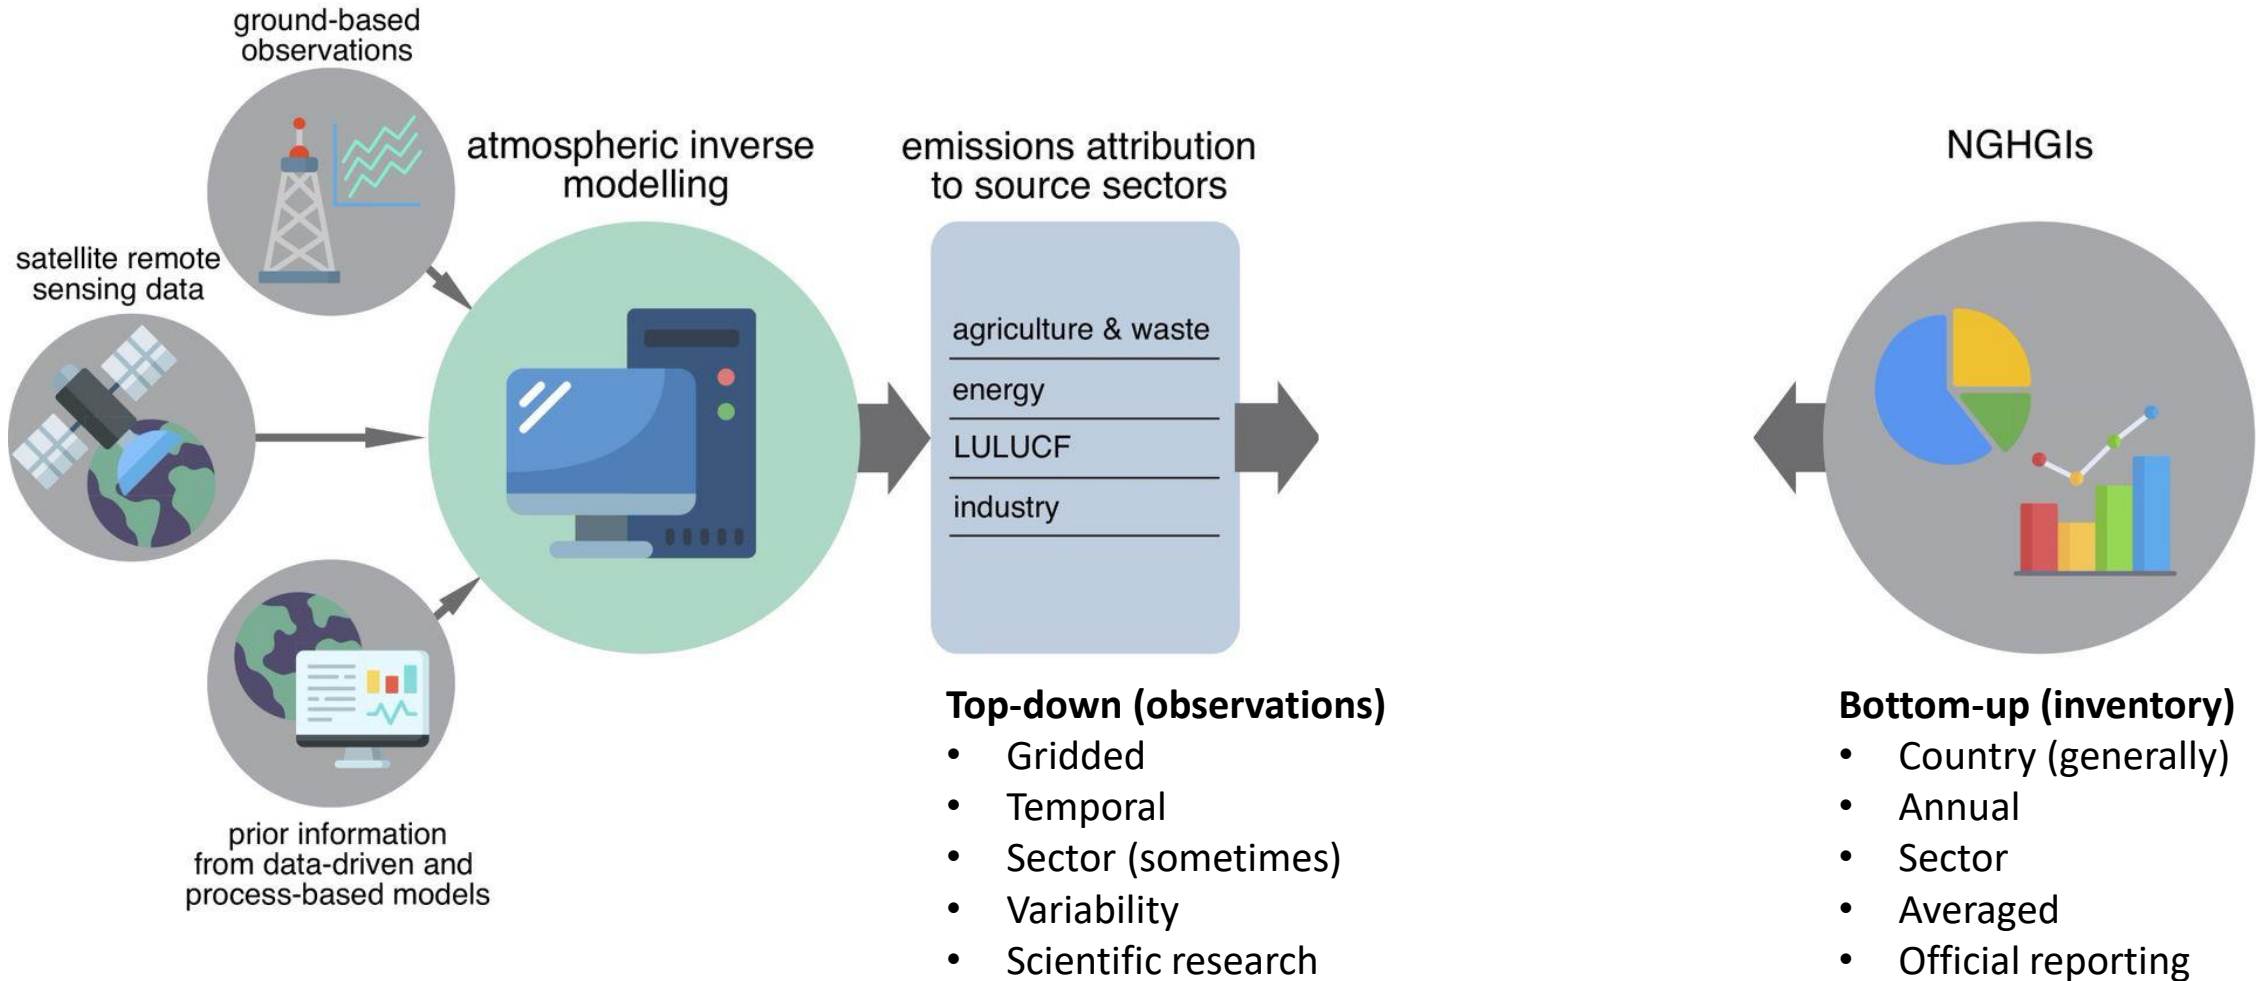 ground-based
observations
satellite remote
sensing data
prior information
from data-driven and
process-based models
atmospheric inverse
modelling
emissions attribution
to source sectors
agriculture & waste
energy
LULUCF
industry
NGHGIs
Top-down (observations)
• Gridded
• Temporal
• Sector (sometimes)
• Variability
• Scientific research
Bottom-up (inventory)
• Country (generally)
• Annual
• Sector
• Averaged
• Official reporting